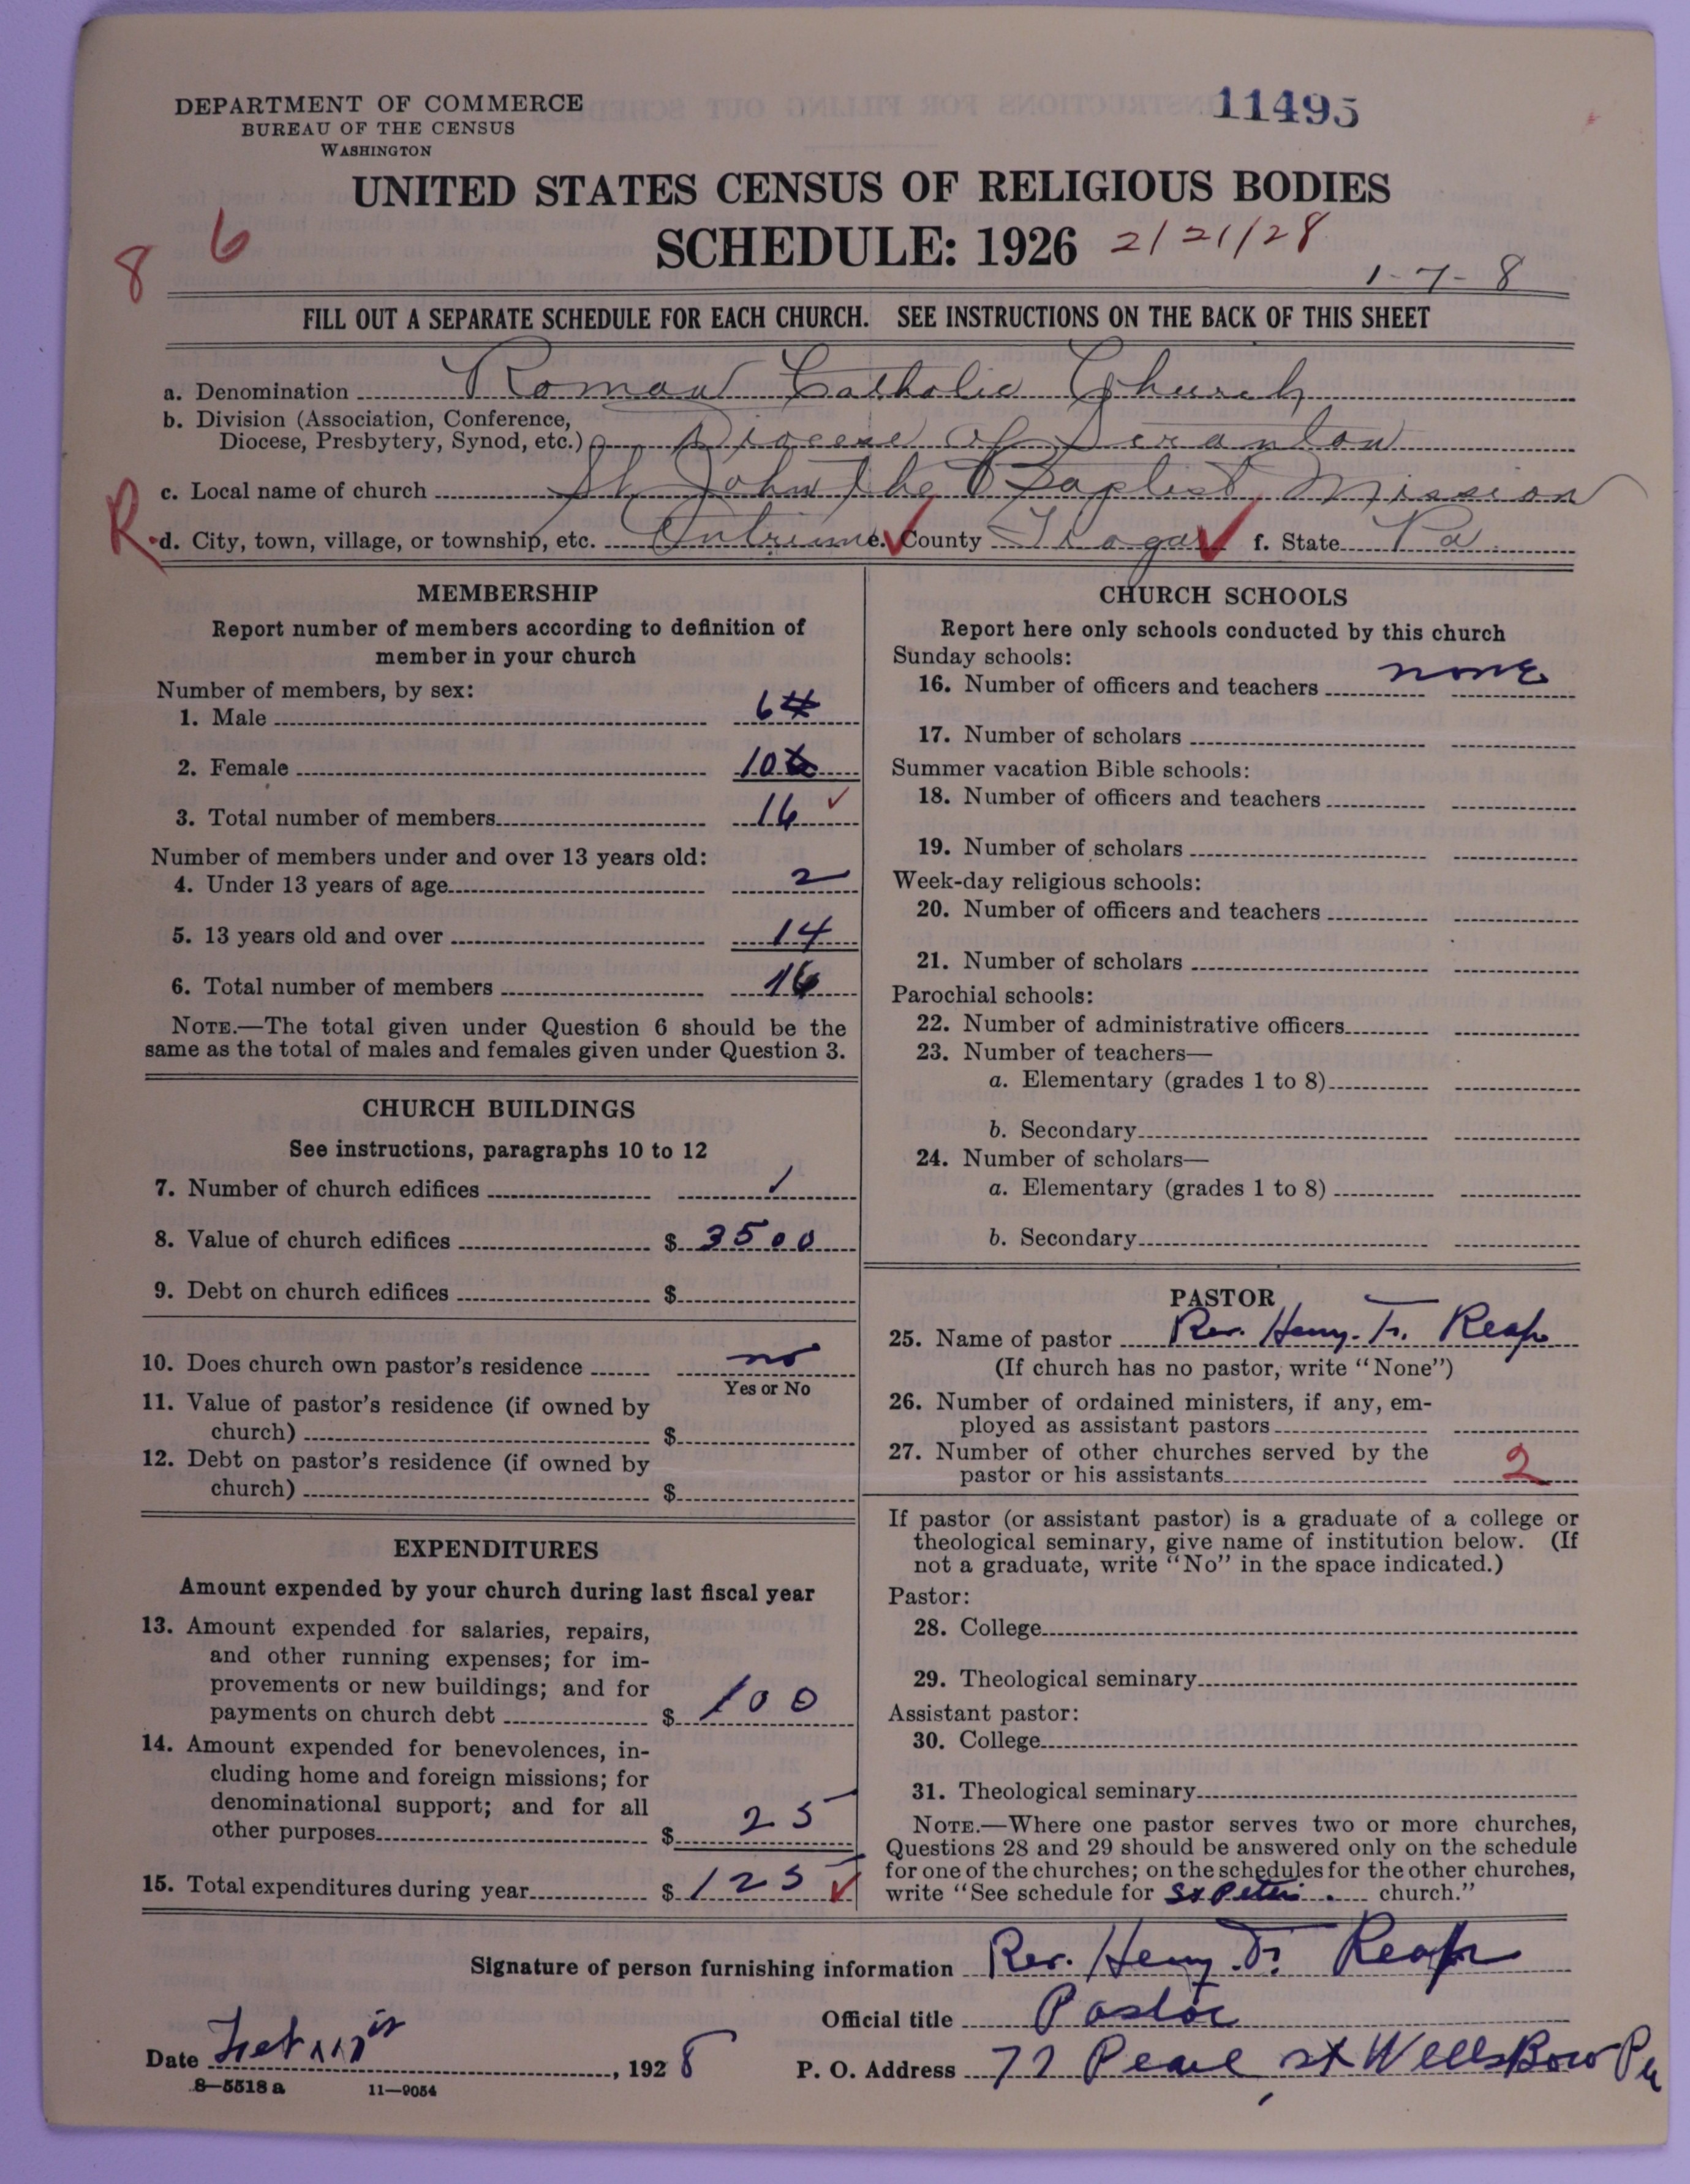 DEPARTMENT OF COMMERCE
BUREAU OF THE CENSUS
WASHINGTON
11495
UNITED STATES CENSUS OF RELIGIOUS BODIES
SCHEDULE: 1926 2/21/28
8 6
1-7-8
FILL OUT A SEPARATE SCHEDULE FOR EACH CHURCH. SEE INSTRUCTIONS ON THE BACK OF THIS SHEET
a. Denomination Roman Catholic Church
b. Division (Association, Conference,
Diocese, Presbytery, Synod, etc.) Diocese of Scranton
c. Local name of church St John The Baptist Mission
R d. City, town, village, or township, etc. e. County Tioga f. State Pa
MEMBERSHIP
Report number of members according to definition of
member in your church
Number of members, by sex:
1. Male 6
2. Female 10
3. Total number of members 16
Number of members under and over 13 years old:
4. Under 13 years of age 2
5. 13 years old and over 14
6. Total number of members 16
NOTE.—The total given under Question 6 should be the
same as the total of males and females given under Question 3.
CHURCH BUILDINGS
See instructions, paragraphs 10 to 12
7. Number of church edifices 1
8. Value of church edifices $ 3500
9. Debt on church edifices $
10. Does church own pastor's residence no
Yes or No
11. Value of pastor's residence (if owned by
church) $
12. Debt on pastor's residence (if owned by
church) $
EXPENDITURES
Amount expended by your church during last fiscal year
13. Amount expended for salaries, repairs,
and other running expenses; for im-
provements or new buildings; and for
payments on church debt $ 100
14. Amount expended for benevolences, in-
cluding home and foreign missions; for
denominational support; and for all
other purposes $ 25
15. Total expenditures during year $ 125
CHURCH SCHOOLS
Report here only schools conducted by this church
Sunday schools:
16. Number of officers and teachers none
17. Number of scholars
Summer vacation Bible schools:
18. Number of officers and teachers
19. Number of scholars
Week-day religious schools:
20. Number of officers and teachers
21. Number of scholars
Parochial schools:
22. Number of administrative officers
23. Number of teachers—
a. Elementary (grades 1 to 8)
b. Secondary
24. Number of scholars—
a. Elementary (grades 1 to 8)
b. Secondary
PASTOR
25. Name of pastor Rev. Henry. F. Reap
(If church has no pastor, write "None")
26. Number of ordained ministers, if any, em-
ployed as assistant pastors
27. Number of other churches served by the
pastor or his assistants 2
If pastor (or assistant pastor) is a graduate of a college or
theological seminary, give name of institution below. (If
not a graduate, write "No" in the space indicated.)
Pastor:
28. College
29. Theological seminary
Assistant pastor:
30. College
31. Theological seminary
NOTE.—Where one pastor serves two or more churches,
Questions 28 and 29 should be answered only on the schedule
for one of the churches; on the schedules for the other churches,
write "See schedule for St Peters church."
Signature of person furnishing information Rev. Henry. F. Reap
Official title Pastor
Date , 1928 P. O. Address 72 Pearl st WellsBoro Pa
8—5518 a 11—9054